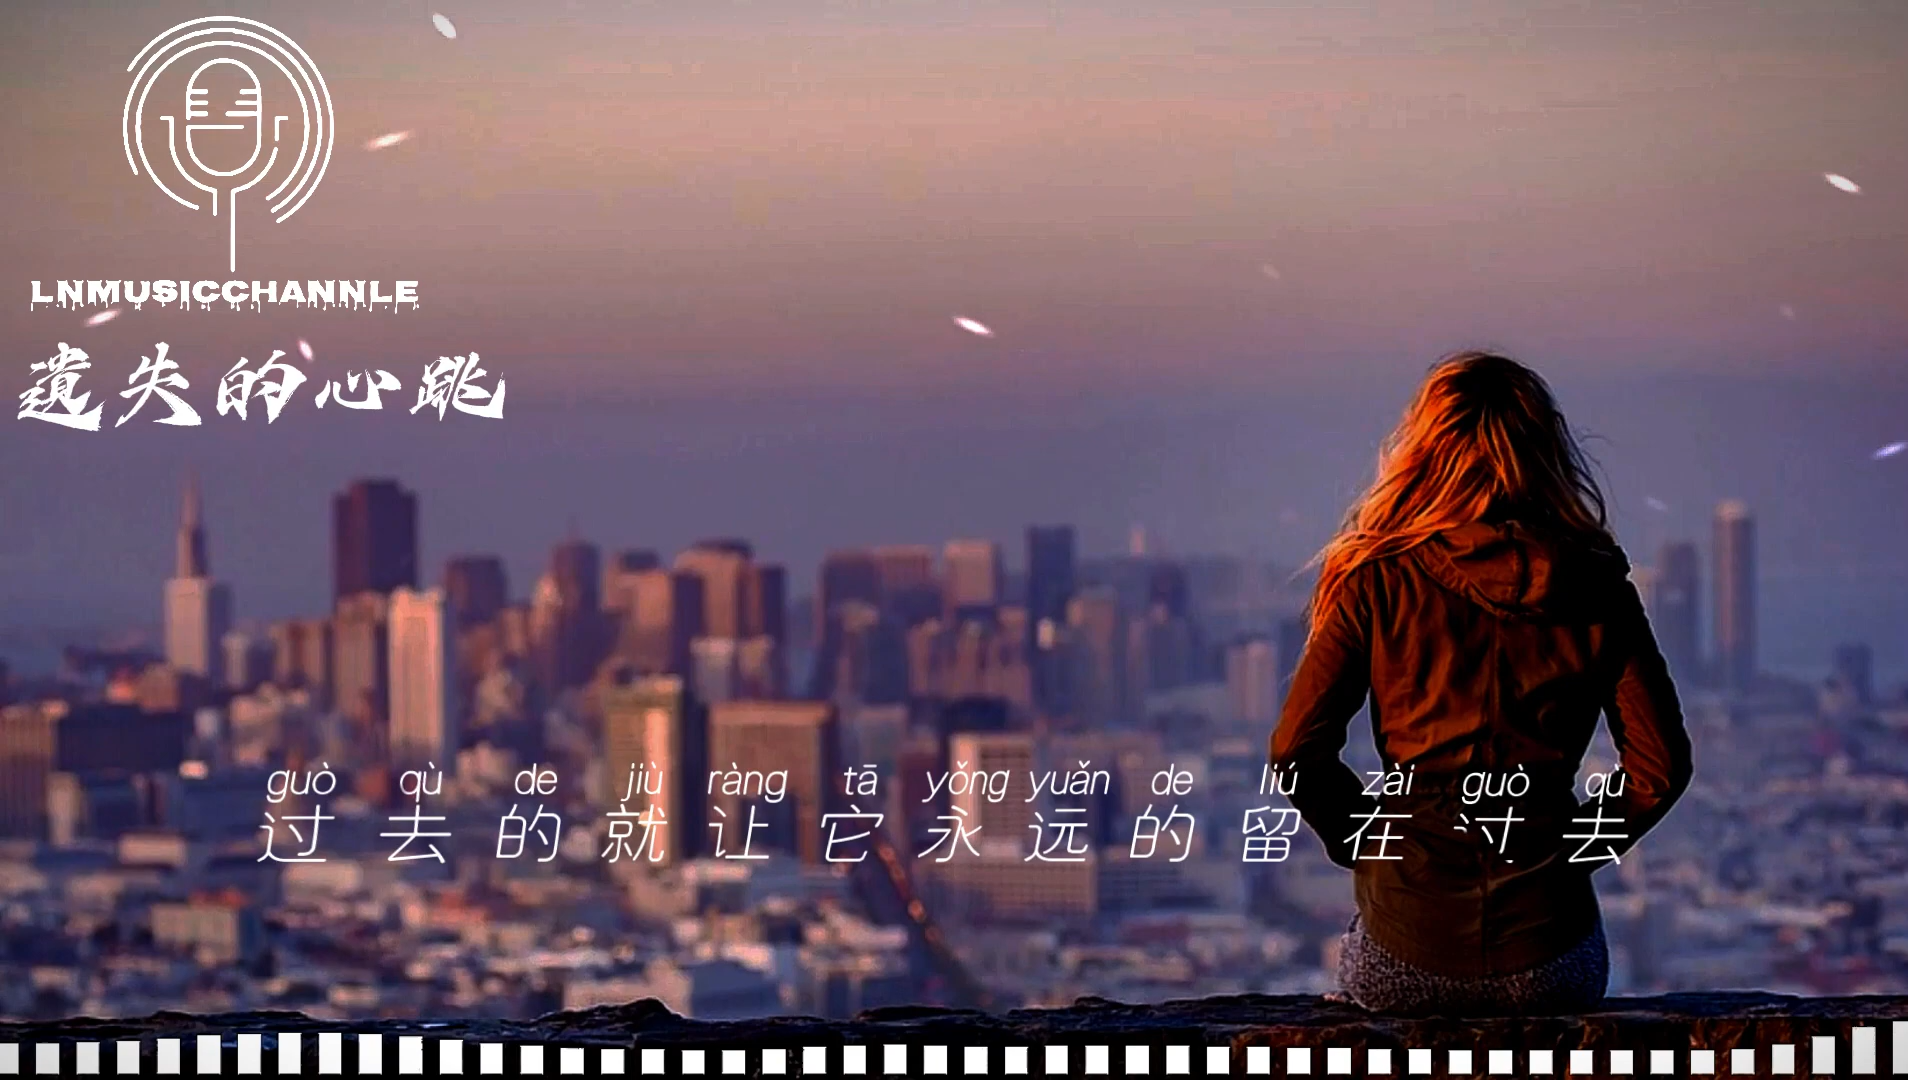 LNMUSICCHANNLE
遺失的心跳
guò qù de jiù ràng tā yǒng yuǎn de liú zài guò qù
过去的就让它永远的留在过去